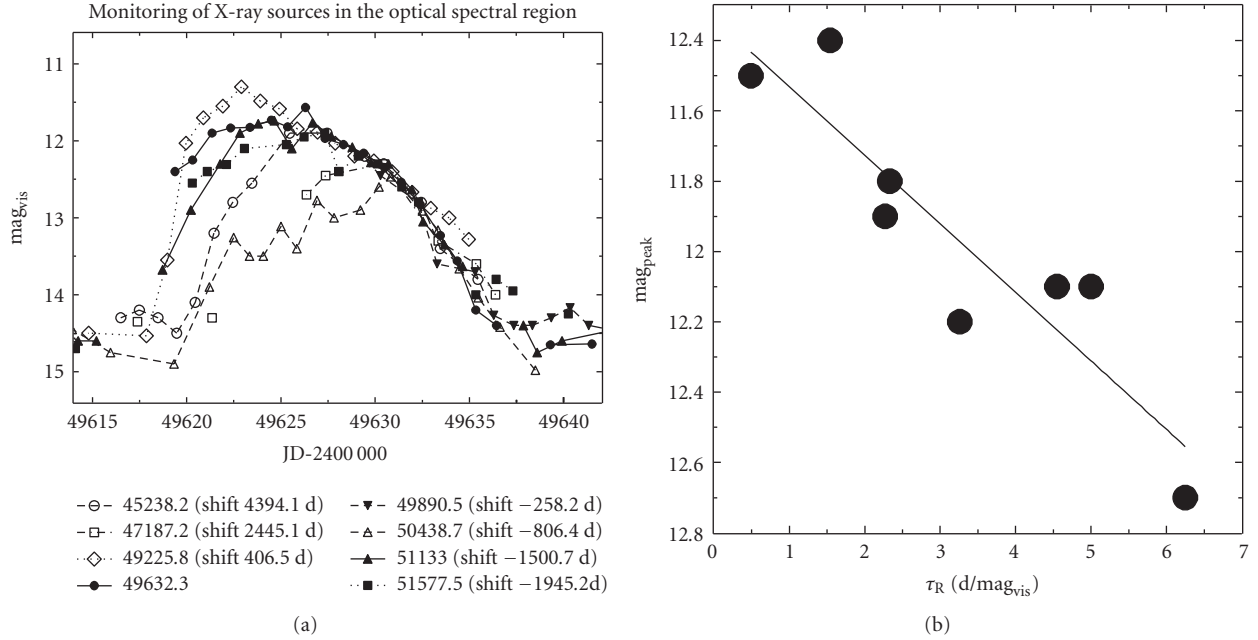 Monitoring of X-ray sources in the optical spectral region
11
12
13
14
15
mag_vis
49615 49620 49625 49630 49635 49640
JD-2400 000
45238.2 (shift 4394.1 d)
47187.2 (shift 2445.1 d)
49225.8 (shift 406.5 d)
49632.3
49890.5 (shift −258.2 d)
50438.7 (shift −806.4 d)
51133 (shift −1500.7 d)
51577.5 (shift −1945.2d)
(a)
12.4
11.6
11.8
12
12.2
12.4
12.6
12.8
mag_peak
0 1 2 3 4 5 6 7
τ_R (d/mag_vis)
(b)